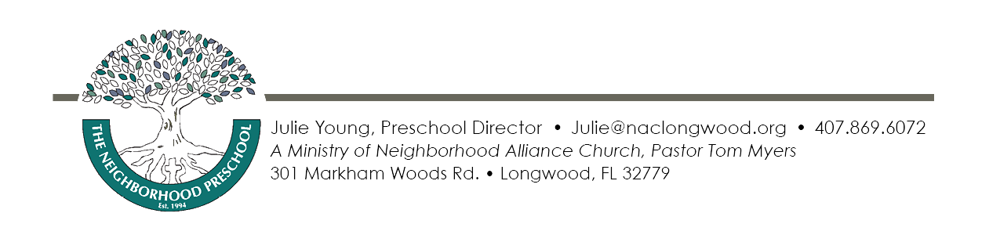 THE NEIGHBORHOOD PRESCHOOL
Est. 1994
Julie Young, Preschool Director • Julie@naclongwood.org • 407.869.6072
A Ministry of Neighborhood Alliance Church, Pastor Tom Myers
301 Markham Woods Rd. • Longwood, FL 32779